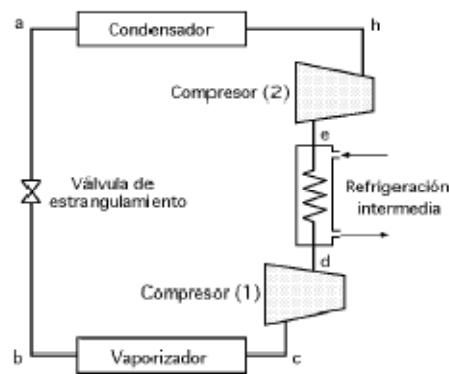 a
Condensador
h
Compresor (2)
e
Válvula de
estrangulamiento
Refrigeración
intermedia
d
Compresor (1)
b
Vaporizador
c